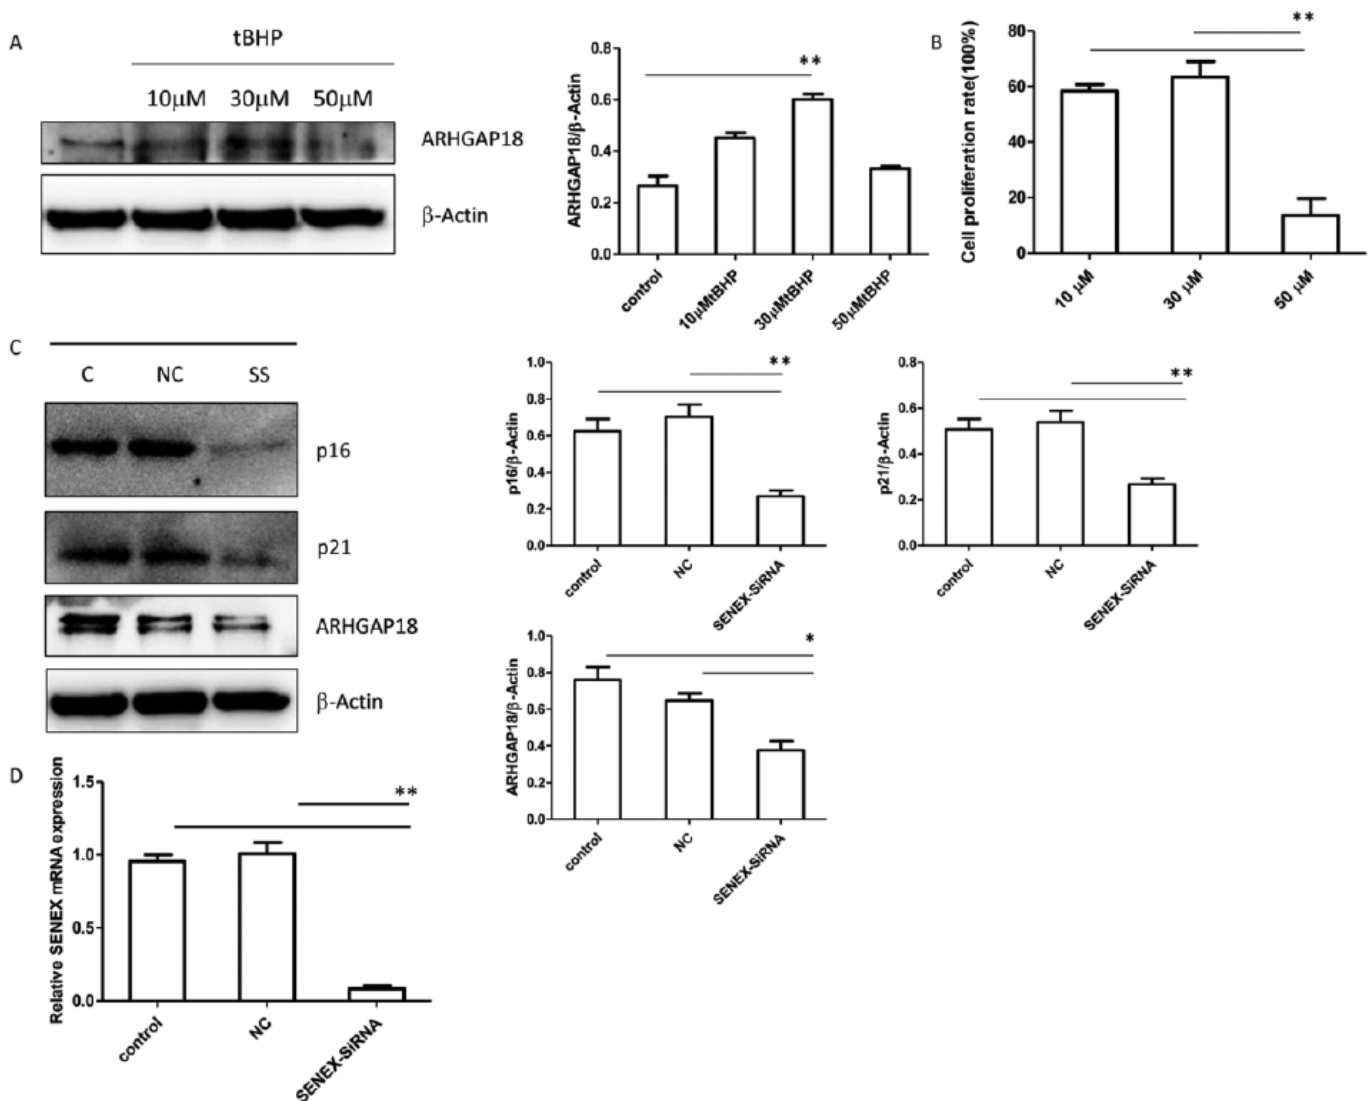 A
tBHP
10μM 30μM 50μM
ARHGAP18
β-Actin
ARHGAP18/β-Actin
0.8
0.6
0.4
0.2
0.0
**
control
10μMtBHP
30μMtBHP
50μMtBHP
B
Cell proliferation rate(100%)
80
60
40
20
0
**
10 μM
30 μM
50 μM
C
C NC SS
p16
p21
ARHGAP18
β-Actin
p16/β-Actin
1.0
0.8
0.6
0.4
0.2
0.0
**
control
NC
SENEX-SiRNA
p21/β-Actin
0.8
0.6
0.4
0.2
0.0
**
control
NC
SENEX-SiRNA
ARHGAP18/β-Actin
1.0
0.8
0.6
0.4
0.2
0.0
*
control
NC
SENEX-SiRNA
D
Relative SENEX mRNA expression
1.5
1.0
0.5
0.0
**
control
NC
SENEX-SiRNA